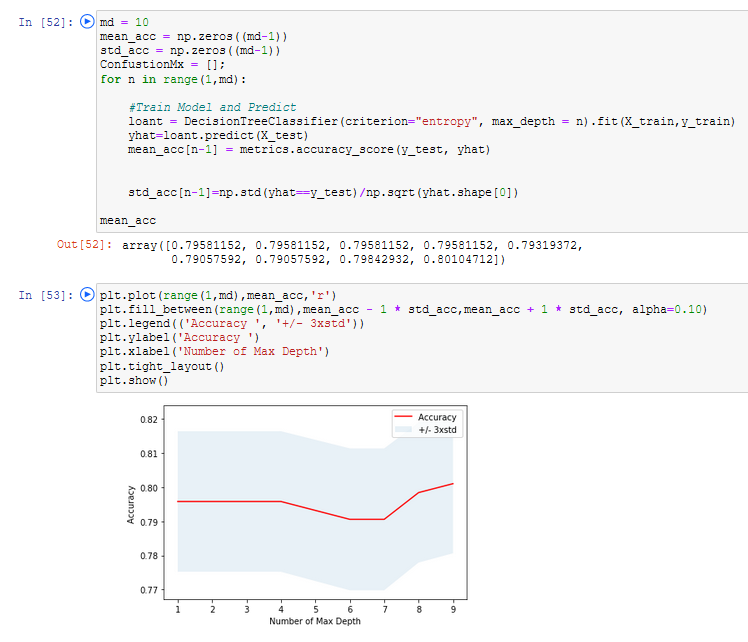 In [52]: md = 10
mean_acc = np.zeros((md-1))
std_acc = np.zeros((md-1))
ConfustionMx = [];
for n in range(1,md):
#Train Model and Predict
loant = DecisionTreeClassifier(criterion="entropy", max_depth = n).fit(X_train,y_train)
yhat=loant.predict(X_test)
mean_acc[n-1] = metrics.accuracy_score(y_test, yhat)
std_acc[n-1]=np.std(yhat==y_test)/np.sqrt(yhat.shape[0])
mean_acc
Out[52]: array([0.79581152, 0.79581152, 0.79581152, 0.79581152, 0.79319372,
0.79057592, 0.79057592, 0.79842932, 0.80104712])
In [53]: plt.plot(range(1,md),mean_acc,'r')
plt.fill_between(range(1,md),mean_acc - 1 * std_acc,mean_acc + 1 * std_acc, alpha=0.10)
plt.legend(('Accuracy ', '+/- 3xstd'))
plt.ylabel('Accuracy ')
plt.xlabel('Number of Max Depth')
plt.tight_layout()
plt.show()
Accuracy
+/- 3xstd
0.82
0.81
0.80
0.79
0.78
0.77
Accuracy
1 2 3 4 5 6 7 8 9
Number of Max Depth